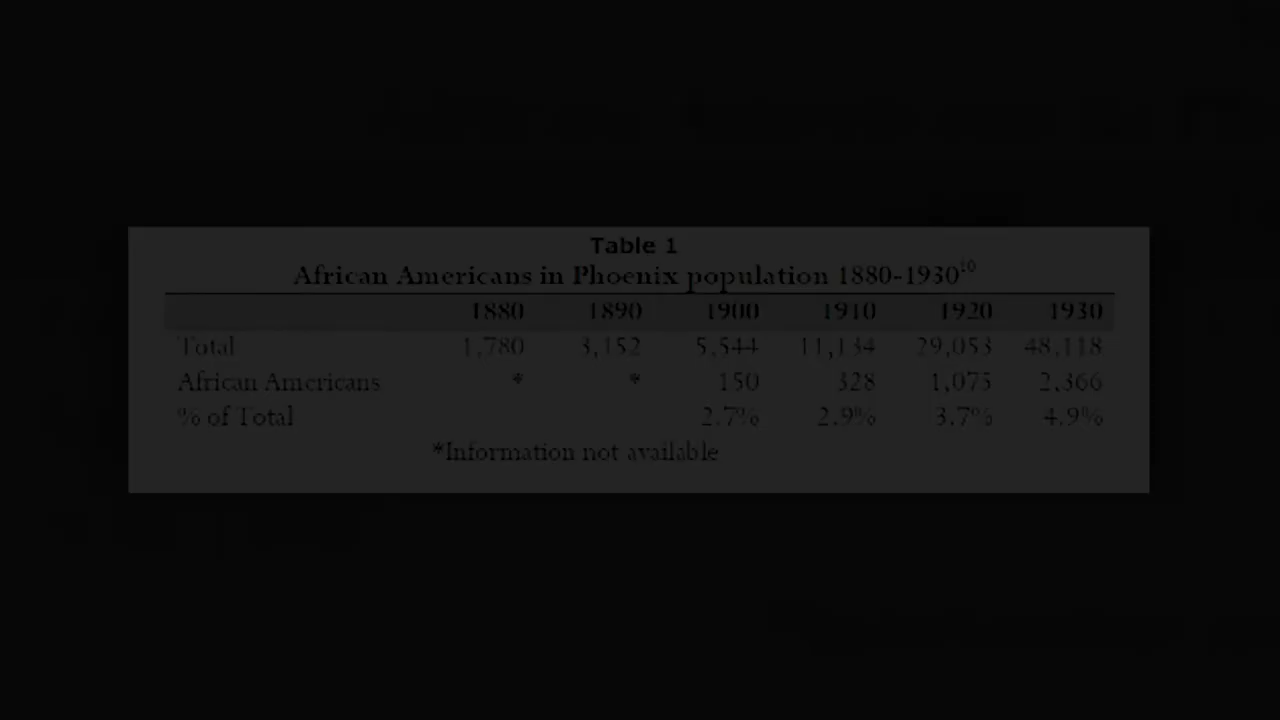 Table 1
African Americans in Phoenix population 1880-1930¹⁰
1880 1890 1900 1910 1920 1930
Total 1,780 3,152 5,544 11,134 29,053 48,118
African Americans * * 150 328 1,075 2,366
% of Total 2.7% 2.9% 3.7% 4.9%
*Information not available